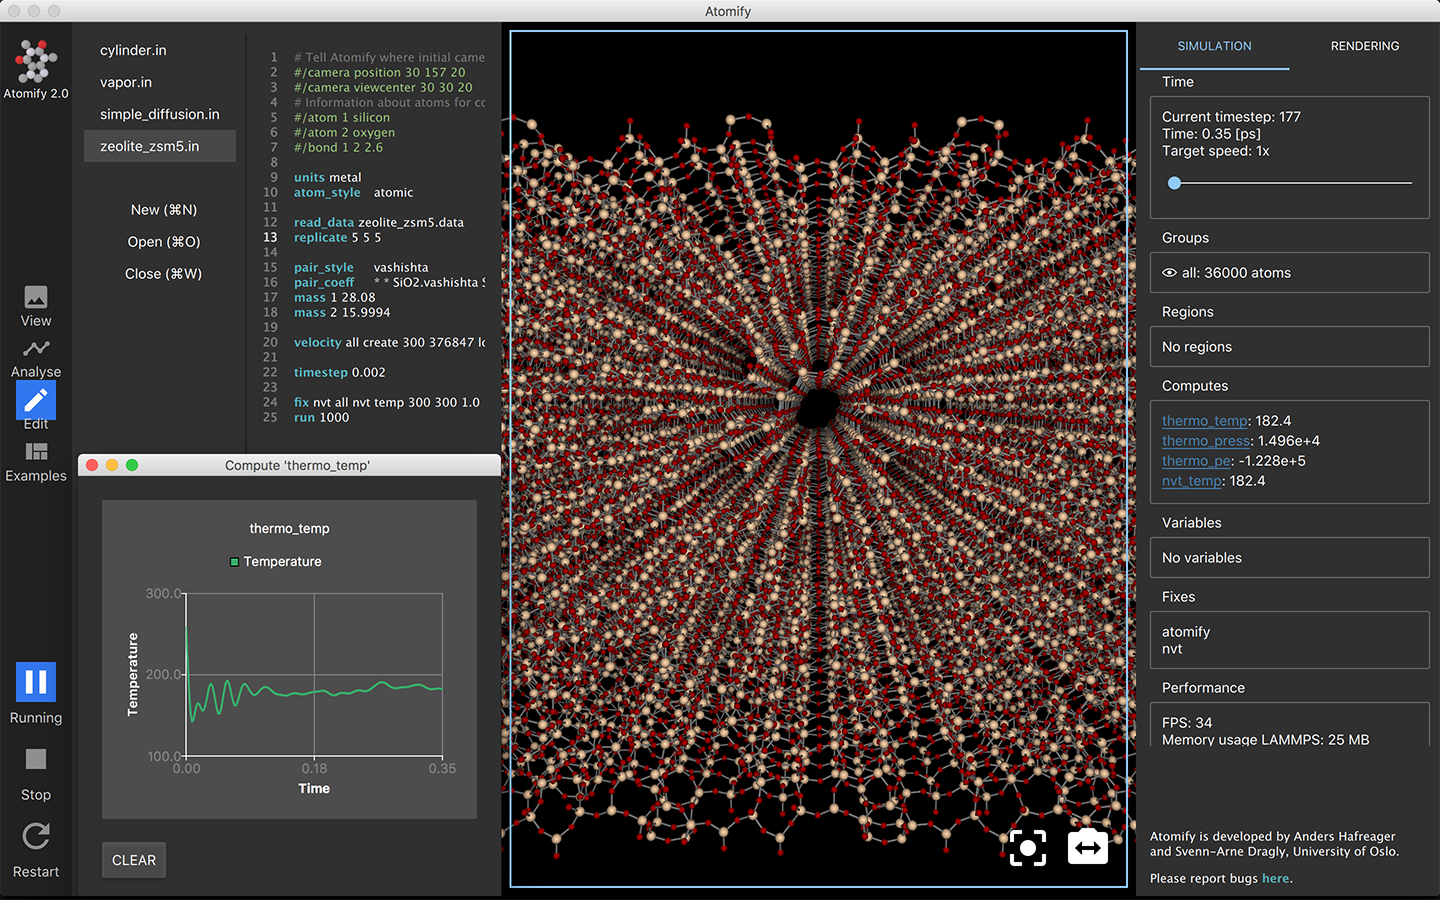 Atomify
Atomify 2.0
View
Analyse
Edit
Examples
Running
Stop
Restart
cylinder.in
vapor.in
simple_diffusion.in
zeolite_zsm5.in
New (⌘N)
Open (⌘O)
Close (⌘W)
1 # Tell Atomify where initial came
2 #/camera position 30 157 20
3 #/camera viewcenter 30 30 20
4 # Information about atoms for co
5 #/atom 1 silicon
6 #/atom 2 oxygen
7 #/bond 1 2 2.6
8
9 units metal
10 atom_style atomic
11
12 read_data zeolite_zsm5.data
13 replicate 5 5 5
14
15 pair_style vashishta
16 pair_coeff * * SiO2.vashishta S
17 mass 1 28.08
18 mass 2 15.9994
19
20 velocity all create 300 376847 lo
21
22 timestep 0.002
23
24 fix nvt all nvt temp 300 300 1.0
25 run 1000
Compute 'thermo_temp'
thermo_temp
Temperature
300.0
200.0
100.0
Temperature
0.00 0.18 0.35
Time
CLEAR
SIMULATION RENDERING
Time
Current timestep: 177
Time: 0.35 [ps]
Target speed: 1x
Groups
all: 36000 atoms
Regions
No regions
Computes
thermo_temp: 182.4
thermo_press: 1.496e+4
thermo_pe: -1.228e+5
nvt_temp: 182.4
Variables
No variables
Fixes
atomify
nvt
Performance
FPS: 34
Memory usage LAMMPS: 25 MB
Atomify is developed by Anders Hafreager
and Svenn-Arne Dragly, University of Oslo.
Please report bugs here.